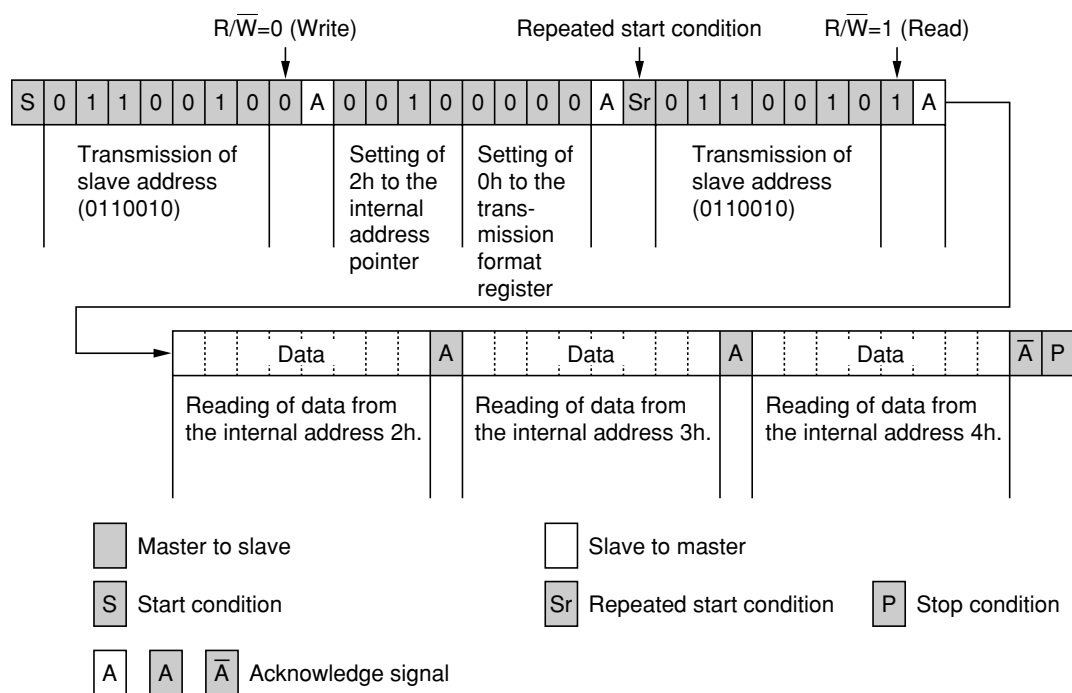 R/W̅=0 (Write) Repeated start condition R/W̅=1 (Read)
S 0 1 1 0 0 1 0 0 A 0 0 1 0 0 0 0 0 A Sr 0 1 1 0 0 1 0 1 A
Transmission of
slave address
(0110010)
Setting of
2h to the
internal
address
pointer
Setting of
0h to the
trans-
mission
format
register
Transmission of
slave address
(0110010)
Data A Data A Data A̅ P
Reading of data from
the internal address 2h.
Reading of data from
the internal address 3h.
Reading of data from
the internal address 4h.
Master to slave
Slave to master
S Start condition
Sr Repeated start condition
P Stop condition
A A A̅ Acknowledge signal